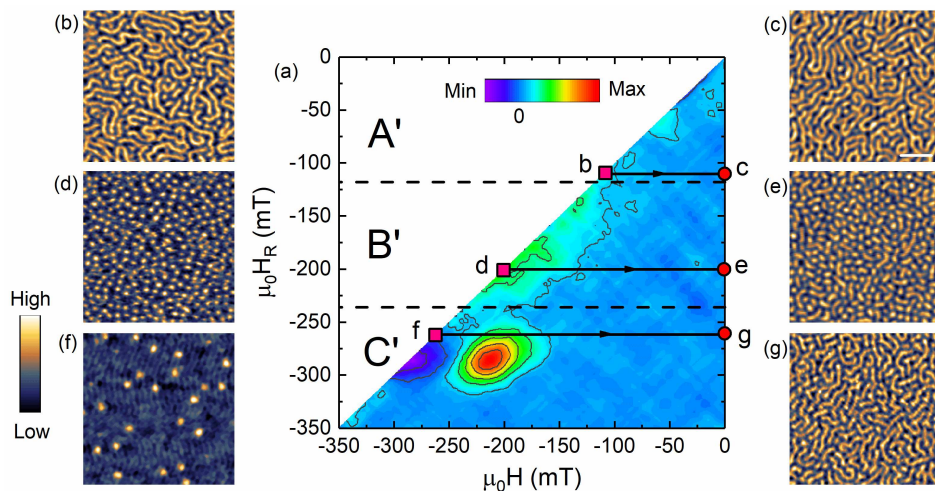 (b)
(c)
(a)
Min
Max
0
0
-50
-100
-150
-200
-250
-300
-350
μ₀H_R (mT)
A'
B'
C'
b
c
d
e
f
g
(d)
(e)
High
Low
(f)
(g)
-350
-300
-250
-200
-150
-100
-50
0
μ₀H (mT)